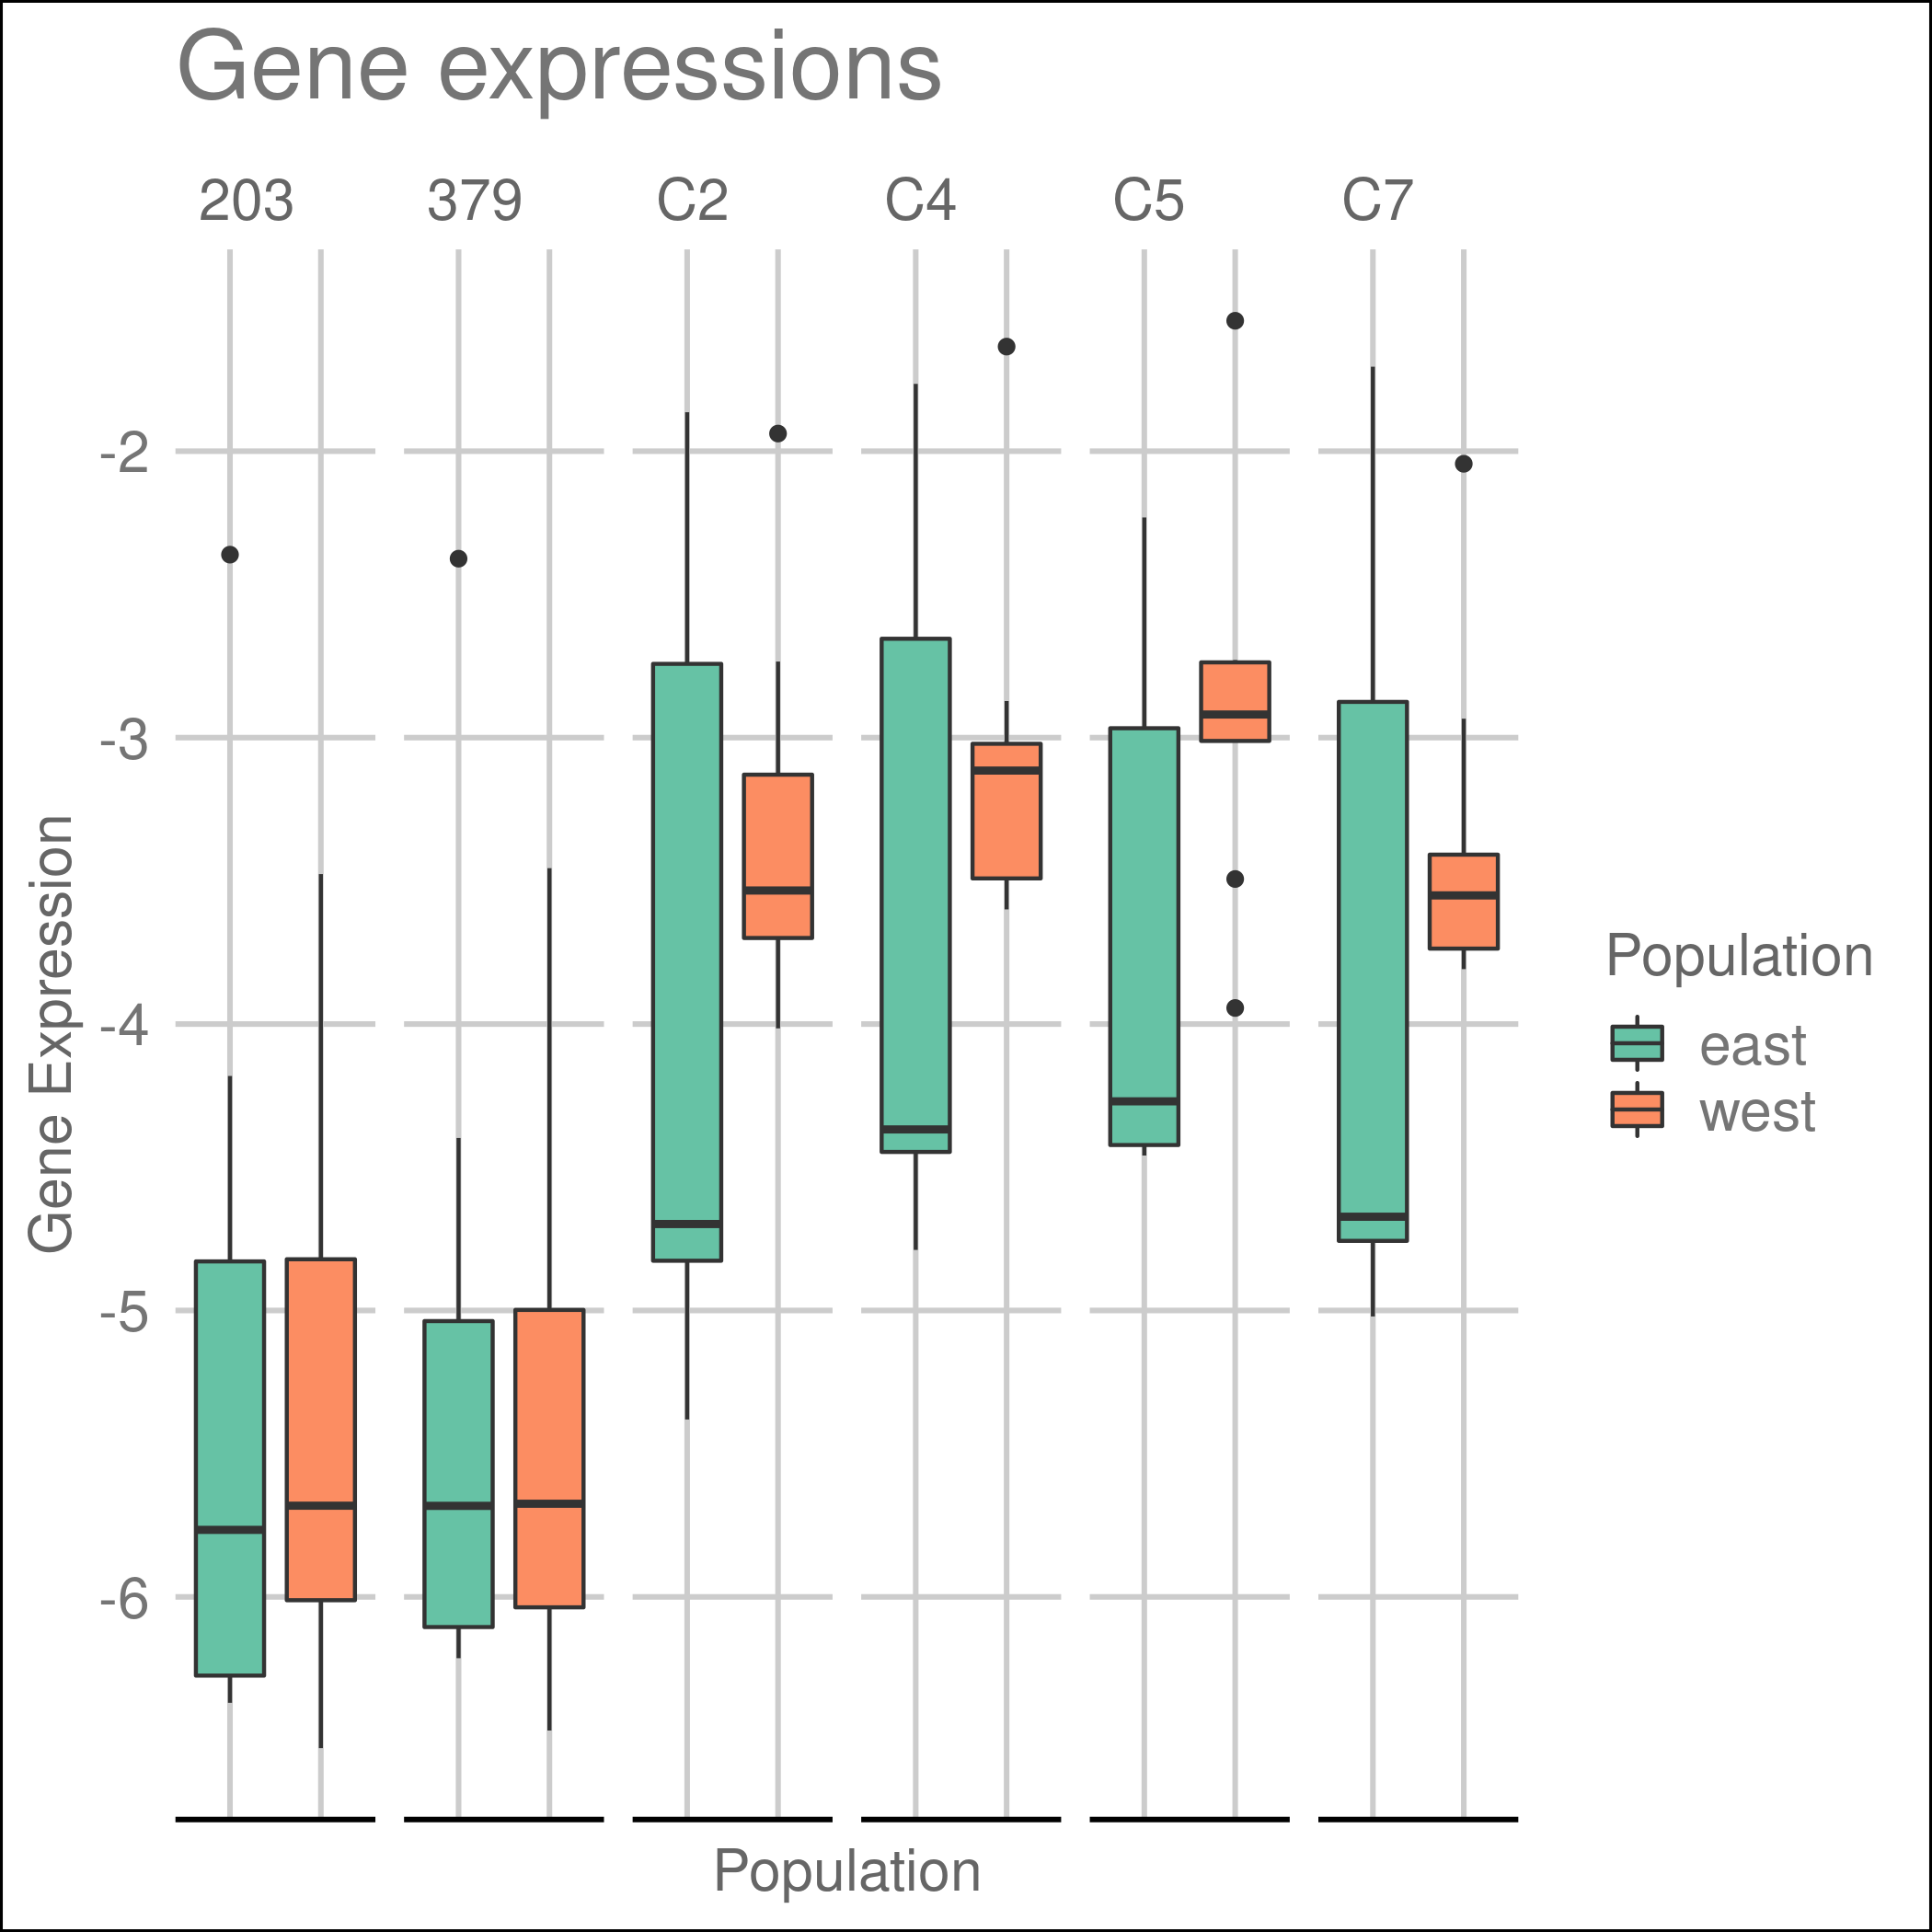 Gene expressions
203 379 C2 C4 C5 C7
-2
-3
-4
-5
-6
Gene Expression
Population
Population
east
west